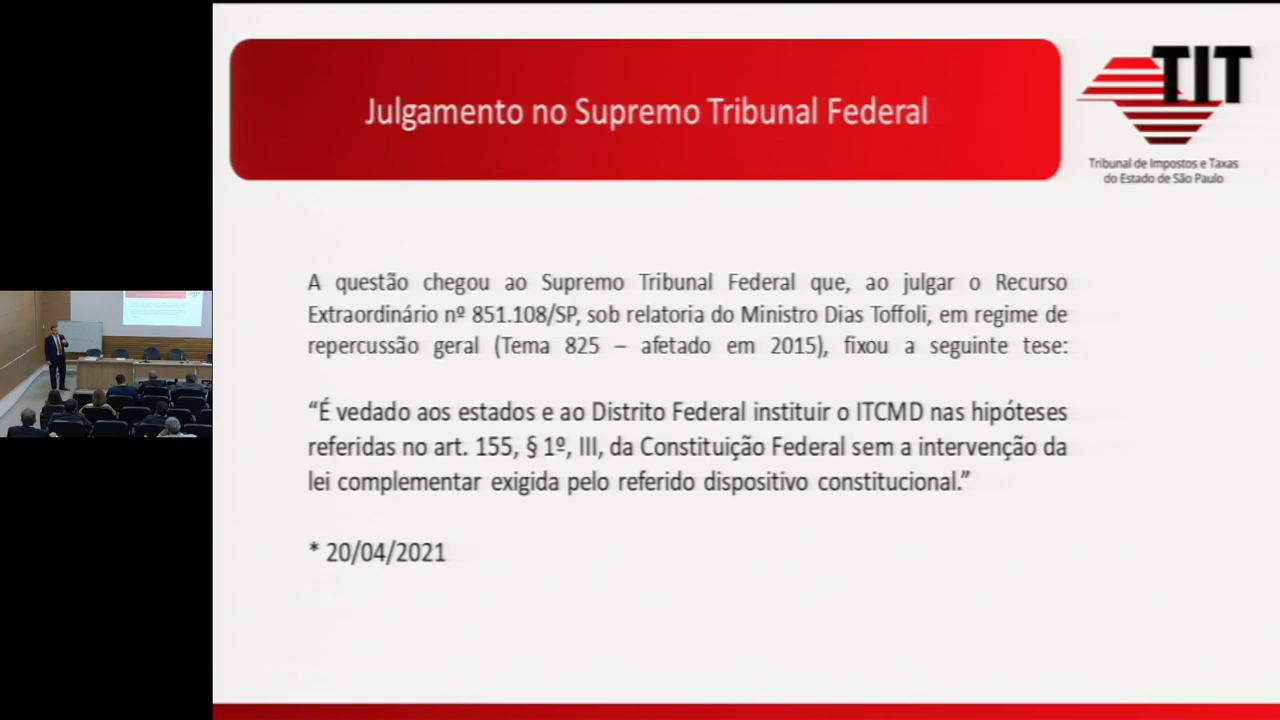 Julgamento no Supremo Tribunal Federal
TIT
Tribunal de Impostos e Taxas
do Estado de São Paulo
A questão chegou ao Supremo Tribunal Federal que, ao julgar o Recurso
Extraordinário nº 851.108/SP, sob relatoria do Ministro Dias Toffoli, em regime de
repercussão geral (Tema 825 – afetado em 2015), fixou a seguinte tese:
“É vedado aos estados e ao Distrito Federal instituir o ITCMD nas hipóteses
referidas no art. 155, § 1º, III, da Constituição Federal sem a intervenção da
lei complementar exigida pelo referido dispositivo constitucional.”
* 20/04/2021